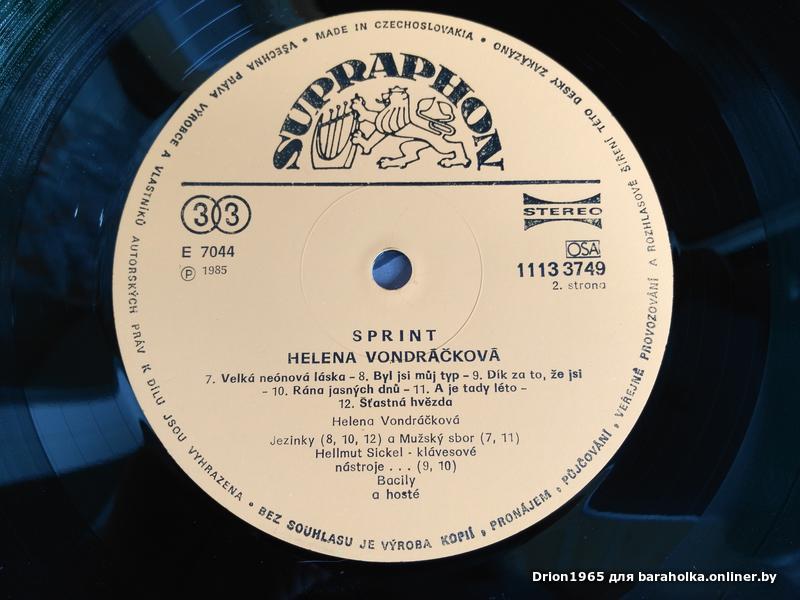 VŠECHNA PRÁVA VÝROBCE A VLASTNÍKŮ AUTORSKÝCH PRÁV K DÍLU JSOU VYHRAZENA • BEZ SOUHLASU JE VÝROBA KOPIÍ, PRONÁJEM, PŮJČOVÁNÍ, VEŘEJNÉ PROVOZOVÁNÍ A ROZHLASOVÉ ŠÍŘENÍ TÉTO DESKY ZAKÁZÁNO • MADE IN CZECHOSLOVAKIA •
SUPRAPHON
33
STEREO
E 7044
OSA
Ⓟ 1985
1113 3749
2. strana
SPRINT
HELENA VONDRÁČKOVÁ
7. Velká neónová láska - 8. Byl jsi můj typ - 9. Dík za to, že jsi
- 10. Rána jasných dnů - 11. A je tady léto -
12. Šťastná hvězda
Helena Vondráčková
Jezinky (8, 10, 12) a Mužský sbor (7, 11)
Hellmut Sickel - klávesové
nástroje . . . (9, 10)
Bacily
a hosté
Drion1965 для baraholka.onliner.by